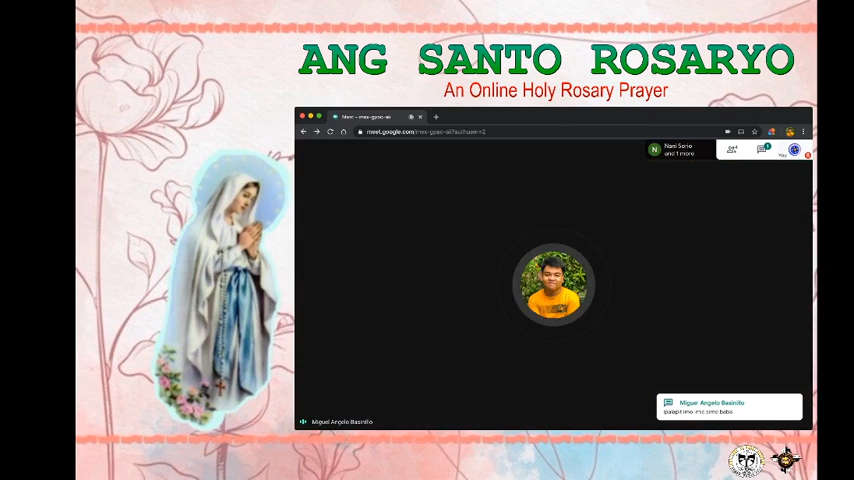 ANG SANTO ROSARYO
An Online Holy Rosary Prayer
meet.google.com/
N
Nani Sorio
and 1 more
You
Miguel Angelo Basinillo
Miguel Angelo Basinillo